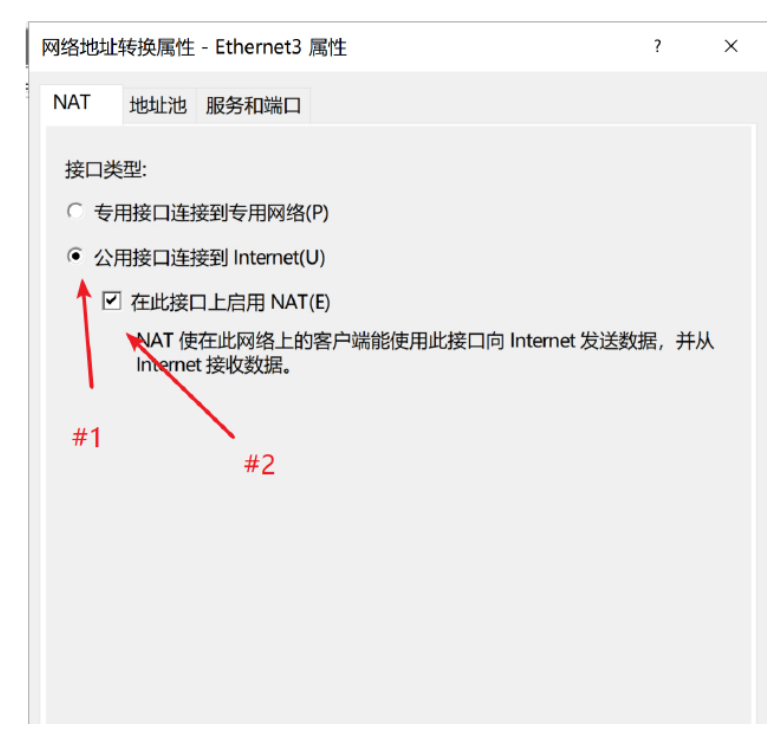 网络地址转换属性 - Ethernet3 属性 ? ×
NAT 地址池 服务和端口
接口类型:
专用接口连接到专用网络(P)
公用接口连接到 Internet(U)
在此接口上启用 NAT(E)
NAT 使在此网络上的客户端能使用此接口向 Internet 发送数据，并从
Internet 接收数据。
#1
#2